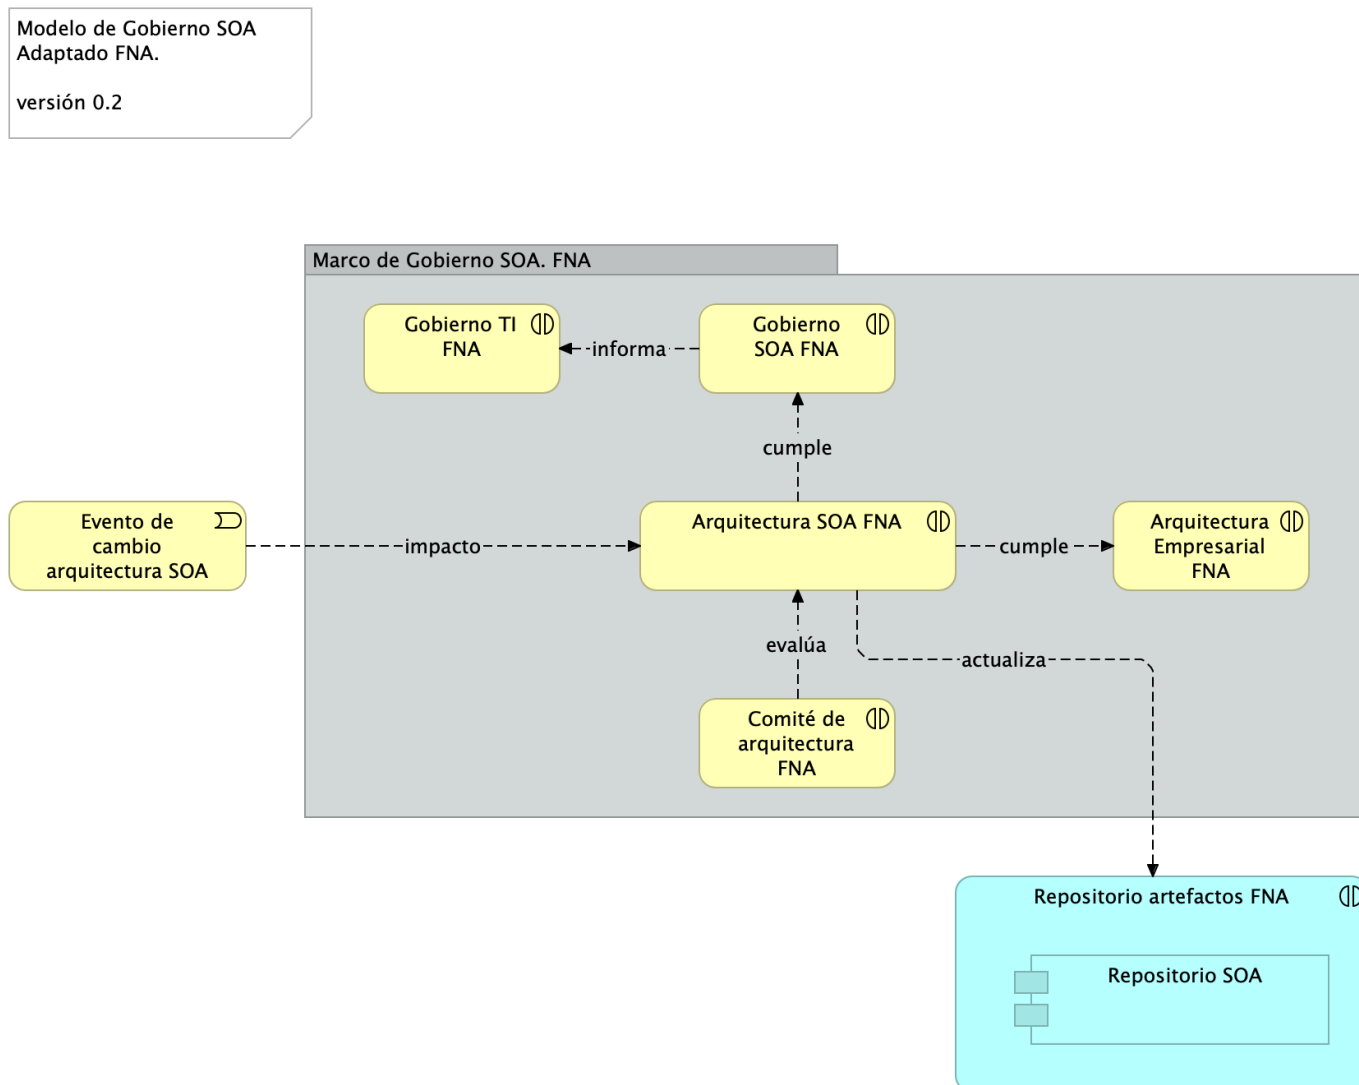 Modelo de Gobierno SOA
Adaptado FNA.
versión 0.2
Marco de Gobierno SOA. FNA
Gobierno TI
FNA
informa
Gobierno
SOA FNA
cumple
Evento de
cambio
arquitectura SOA
impacto
Arquitectura SOA FNA
cumple
Arquitectura
Empresarial
FNA
evalúa
actualiza
Comité de
arquitectura
FNA
Repositorio artefactos FNA
Repositorio SOA